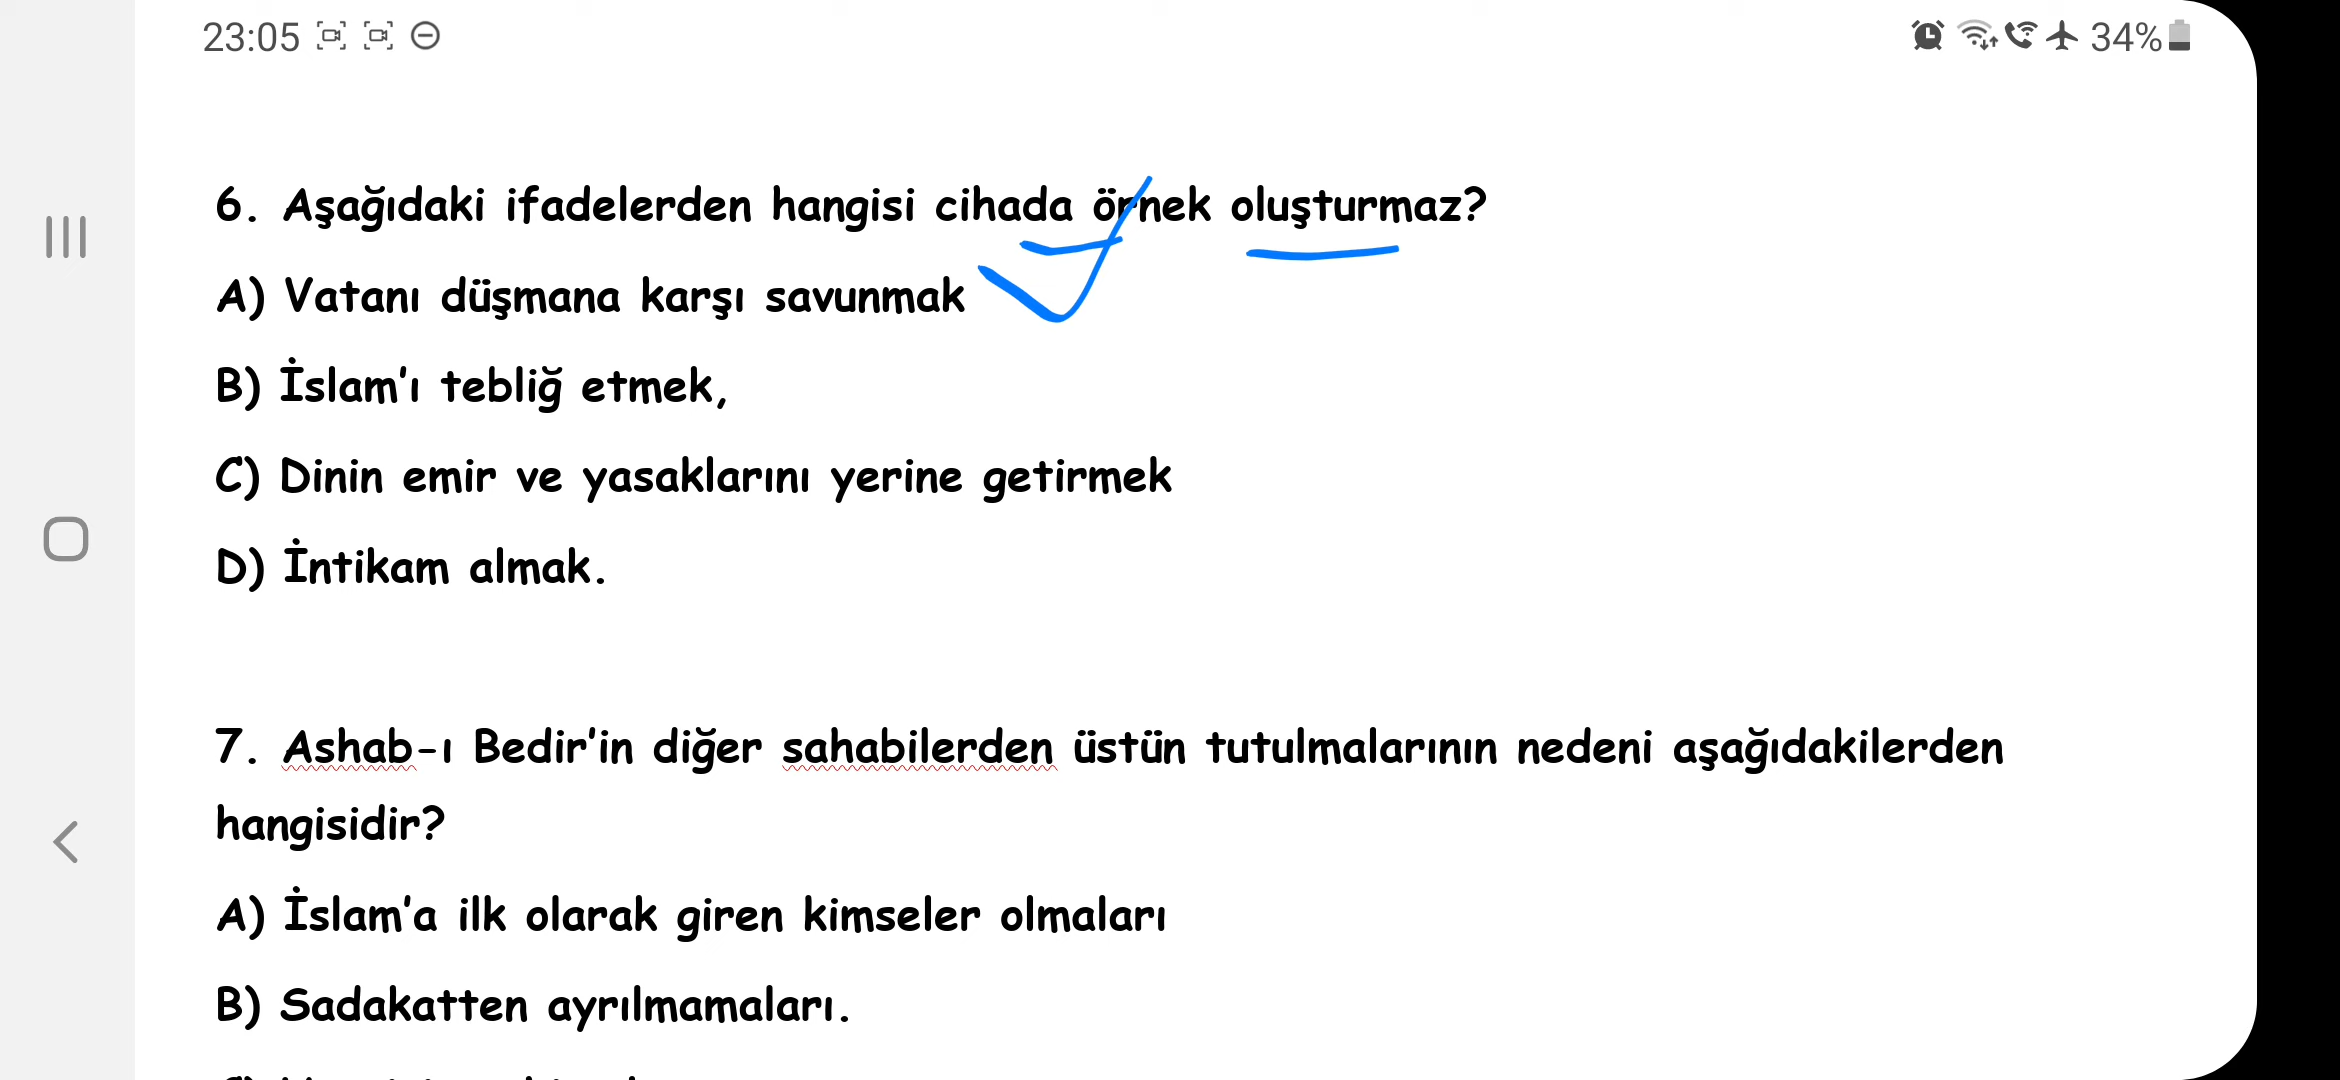 23:05 34%
6. Aşağıdaki ifadelerden hangisi cihada örnek oluşturmaz?
A) Vatanı düşmana karşı savunmak
B) İslam'ı tebliğ etmek,
C) Dinin emir ve yasaklarını yerine getirmek
D) İntikam almak.
7. Ashab-ı Bedir'in diğer sahabilerden üstün tutulmalarının nedeni aşağıdakilerden
hangisidir?
A) İslam'a ilk olarak giren kimseler olmaları
B) Sadakatten ayrılmamaları.